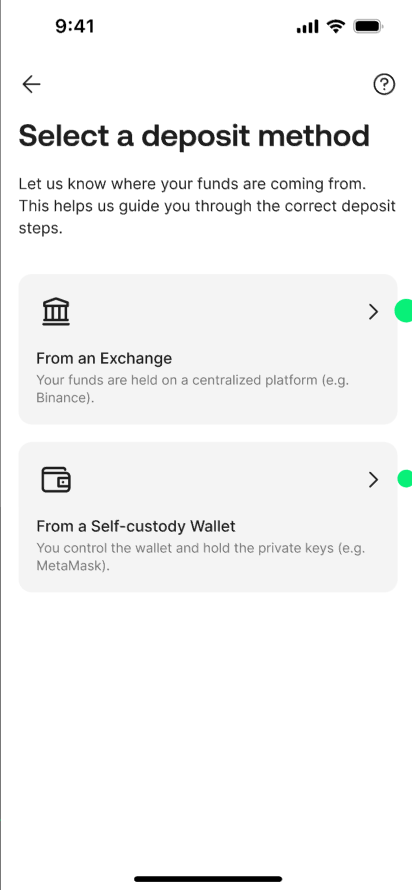 9:41
Select a deposit method
Let us know where your funds are coming from.
This helps us guide you through the correct deposit
steps.
From an Exchange
Your funds are held on a centralized platform (e.g.
Binance).
From a Self-custody Wallet
You control the wallet and hold the private keys (e.g.
MetaMask).